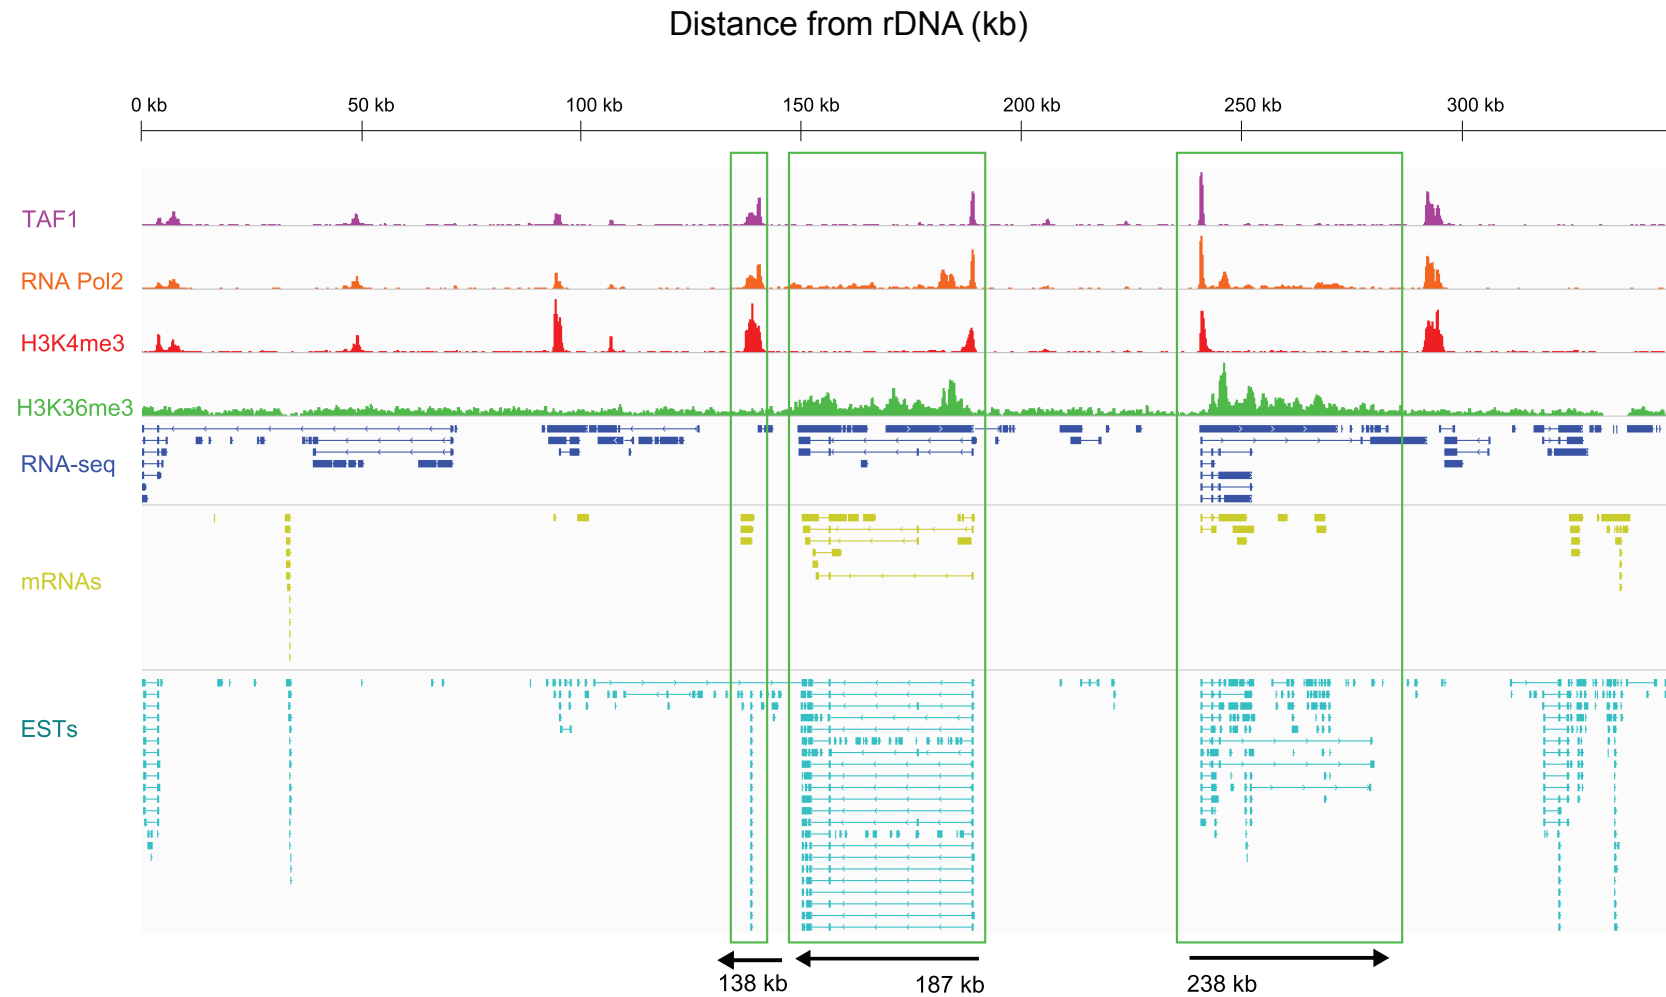 Distance from rDNA (kb)
0 kb 50 kb 100 kb 150 kb 200 kb 250 kb 300 kb
TAF1
RNA Pol2
H3K4me3
H3K36me3
RNA-seq
mRNAs
ESTs
138 kb 187 kb 238 kb